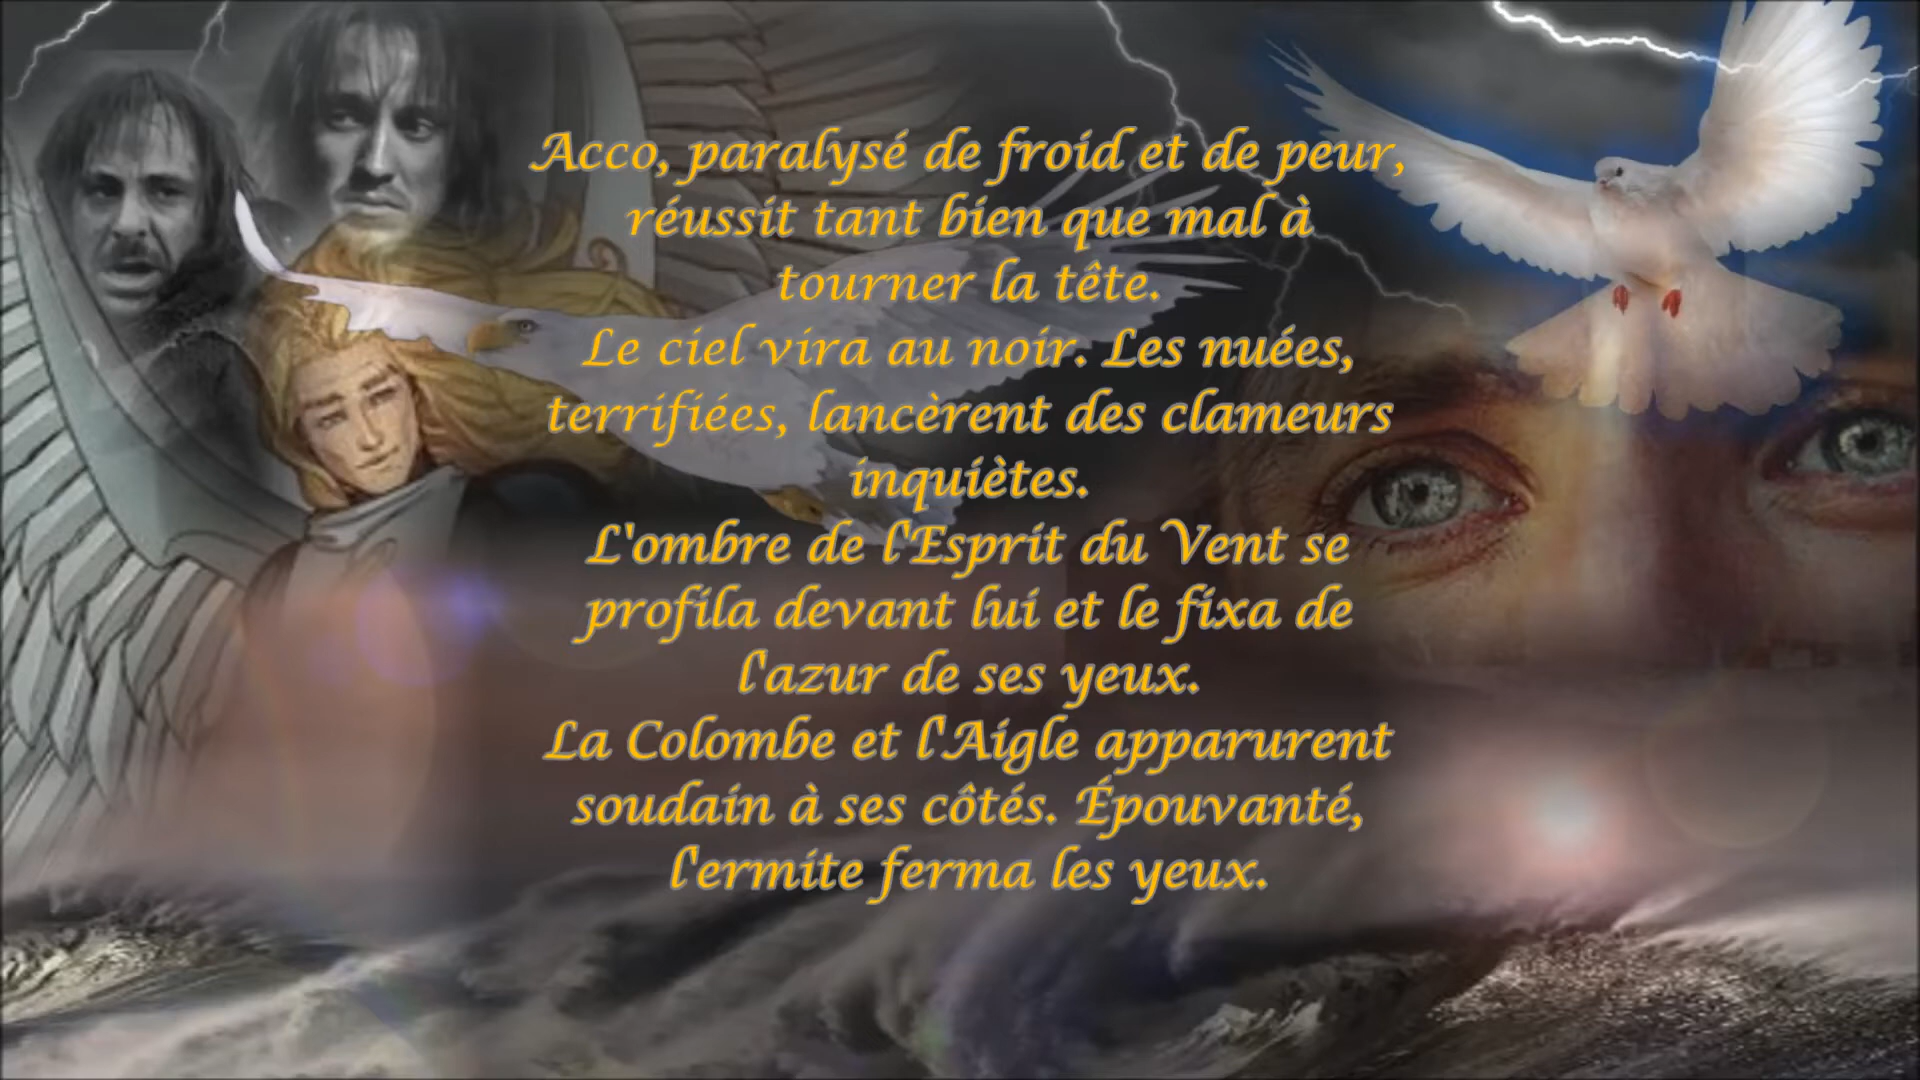 Acco, paralysé de froid et de peur,
réussit tant bien que mal à
tourner la tête.
Le ciel vira au noir. Les nuées,
terrifiées, lancèrent des clameurs
inquiètes.
L'ombre de l'Esprit du Vent se
profila devant lui et le fixa de
l'azur de ses yeux.
La Colombe et l'Aigle apparurent
soudain à ses côtés. Épouvanté,
l'ermite ferma les yeux.